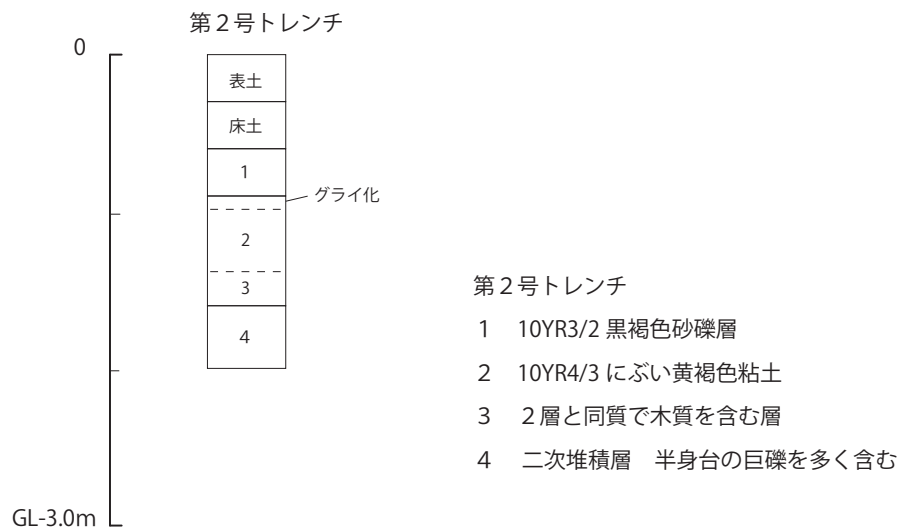 第２号トレンチ
0
表土
床土
1
グライ化
2
3
4
GL-3.0m
第２号トレンチ
1 10YR3/2 黒褐色砂礫層
2 10YR4/3 にぶい黄褐色粘土
3 ２層と同質で木質を含む層
4 二次堆積層　半身台の巨礫を多く含む